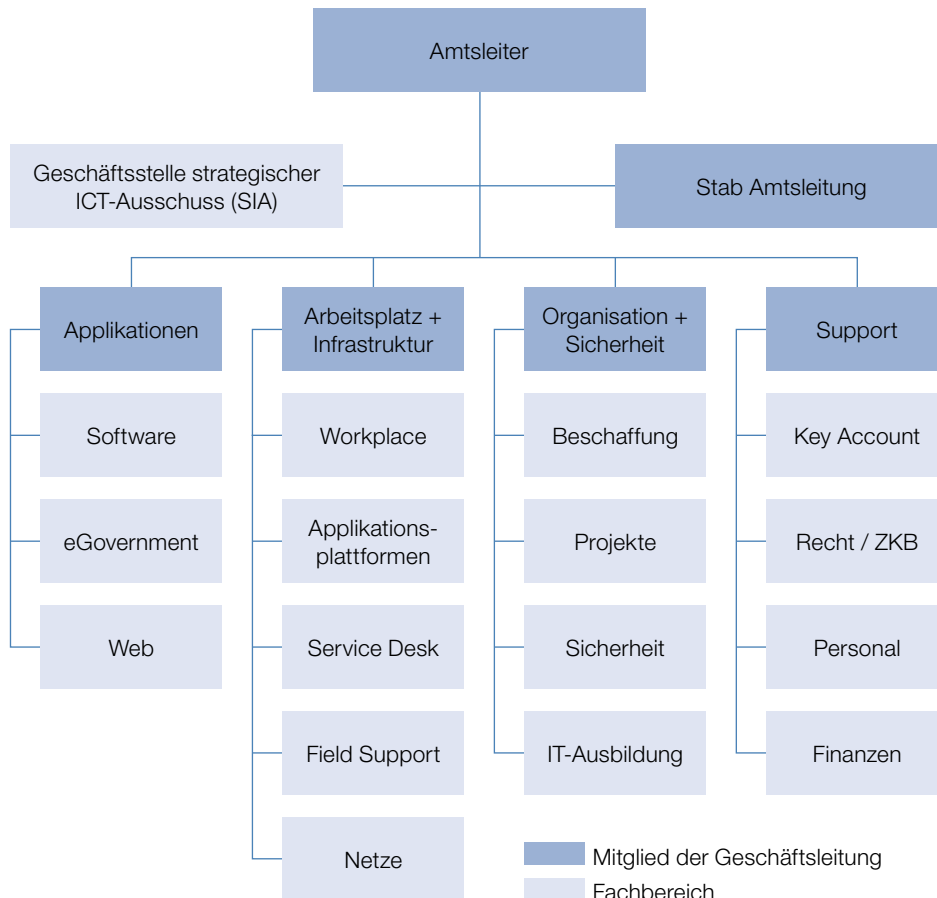 Amtsleiter
Geschäftsstelle strategischer
ICT-Ausschuss (SIA)
Stab Amtsleitung
Applikationen
Arbeitsplatz +
Infrastruktur
Organisation +
Sicherheit
Support
Software
Workplace
Beschaffung
Key Account
eGovernment
Applikations-
plattformen
Projekte
Recht / ZKB
Web
Service Desk
Sicherheit
Personal
Field Support
IT-Ausbildung
Finanzen
Netze
Mitglied der Geschäftsleitung
Fachbereich